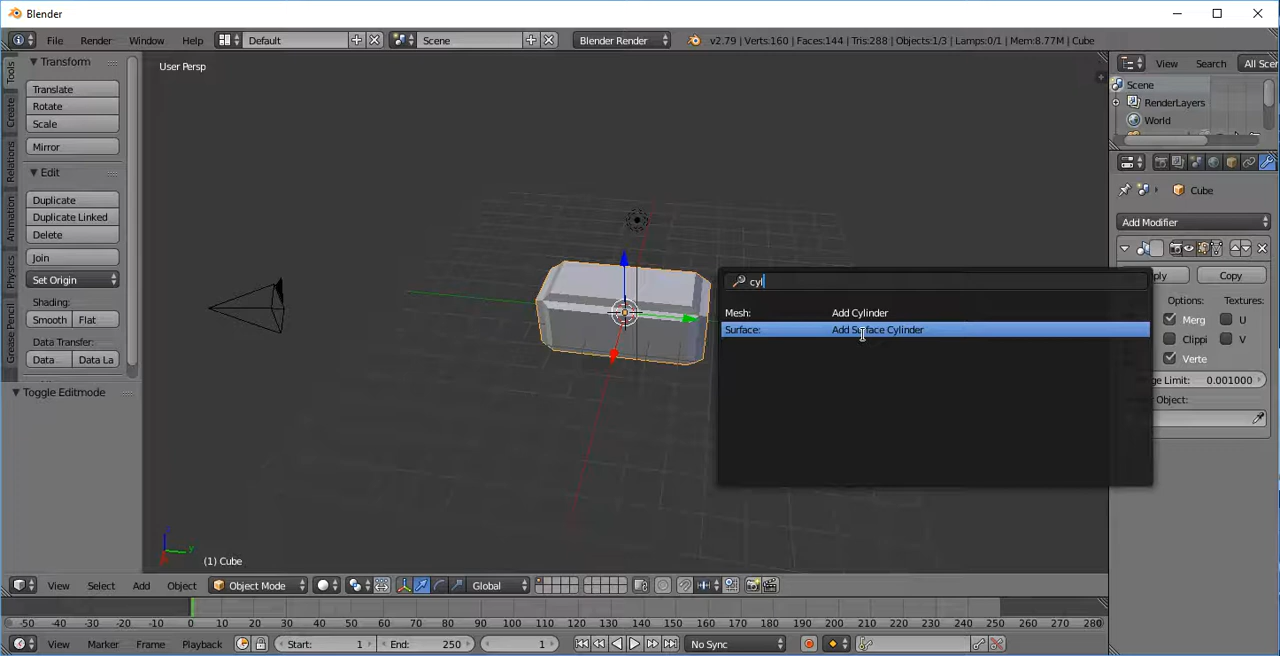 Blender
File Render Window Help Default Scene Blender Render v2.79 | Verts:160 | Faces:144 | Tris:288 | Objects:1/3 | Lamps:0/1 | Mem:8.77M | Cube
Tools
Create
Relations
Animation
Physics
Grease Pencil
Transform
Translate
Rotate
Scale
Mirror
Edit
Duplicate
Duplicate Linked
Delete
Join
Set Origin
Shading:
Smooth Flat
Data Transfer:
Data Data La
Toggle Editmode
User Persp
cyl
Mesh: Add Cylinder
Surface: Add Surface Cylinder
(1) Cube
View Search All Scer
Scene
RenderLayers
World
Cube
Add Modifier
pply Copy
Options: Textures:
Merg U
Clippi V
Verte
ge Limit: 0.001000
Object:
View Select Add Object Object Mode Global
-50 -40 -30 -20 -10 0 10 20 30 40 50 60 70 80 90 100 110 120 130 140 150 160 170 180 190 200 210 220 230 240 250 260 270 280
View Marker Frame Playback Start: 1 End: 250 1 No Sync